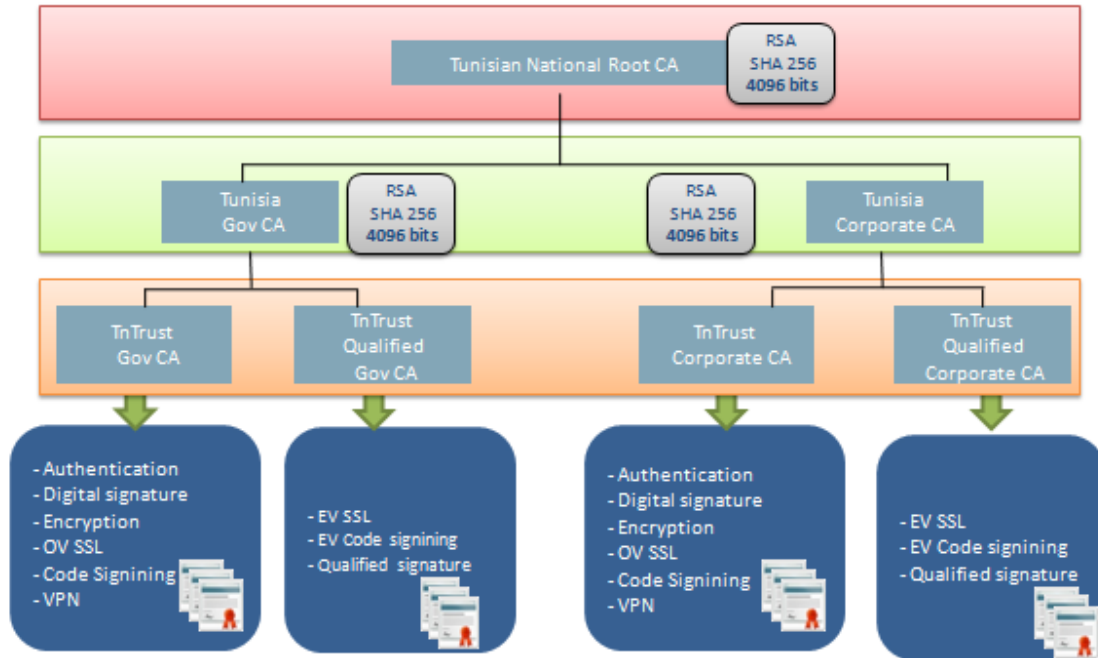 Tunisian National Root CA
RSA
SHA 256
4096 bits
Tunisia
Gov CA
RSA
SHA 256
4096 bits
RSA
SHA 256
4096 bits
Tunisia
Corporate CA
TnTrust
Gov CA
TnTrust
Qualified
Gov CA
TnTrust
Corporate CA
TnTrust
Qualified
Corporate CA
- Authentication
- Digital signature
- Encryption
- OV SSL
- Code Signining
- VPN
- EV SSL
- EV Code signining
- Qualified signature
- Authentication
- Digital signature
- Encryption
- OV SSL
- Code Signining
- VPN
- EV SSL
- EV Code signining
- Qualified signature